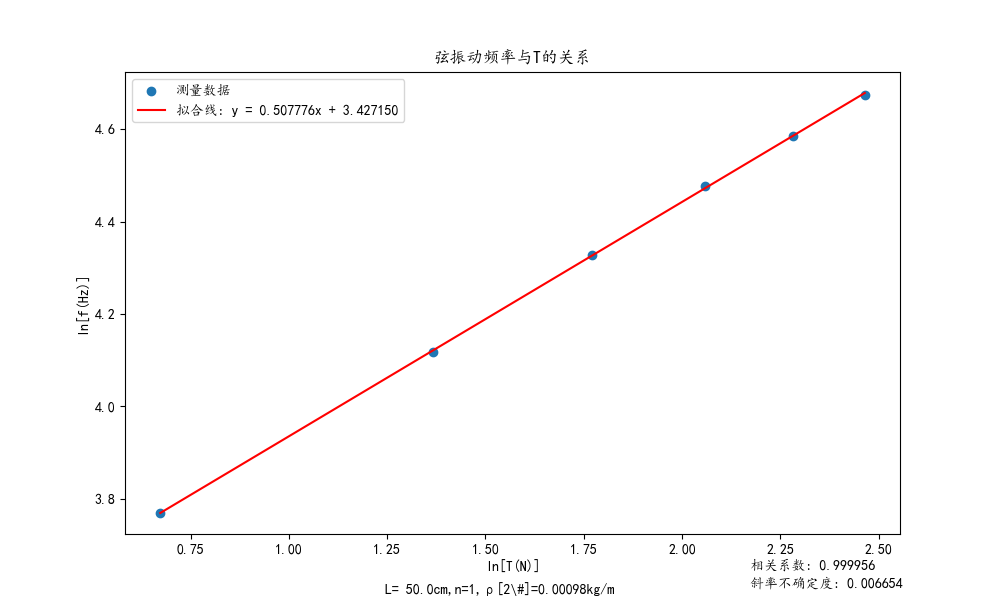 弦振动频率与T的关系
测量数据
拟合线: y = 0.507776x + 3.427150
4.6
4.4
4.2
4.0
3.8
ln[f(Hz)]
0.75 1.00 1.25 1.50 1.75 2.00 2.25 2.50
ln[T(N)]
相关系数: 0.999956
斜率不确定度: 0.006654
L= 50.0cm,n=1, ρ[2\#]=0.00098kg/m